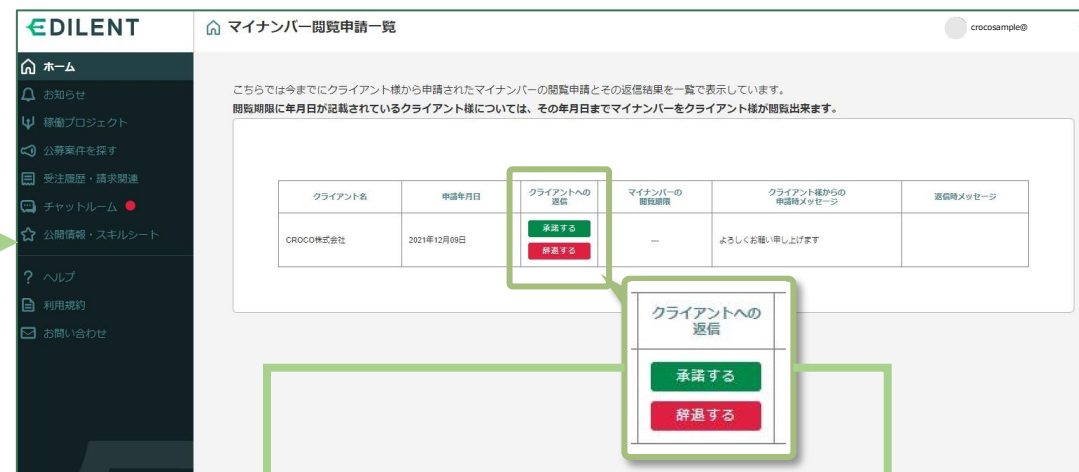 EDILENT
マイナンバー閲覧申請一覧
crocosample@
ホーム
お知らせ
稼働プロジェクト
公募案件を探す
受注履歴・請求関連
チャットルーム
公開情報・スキルシート
? ヘルプ
利用規約
お問い合わせ
こちらでは今までにクライアント様から申請されたマイナンバーの閲覧申請とその返信結果を一覧で表示しています。
閲覧期限に年月日が記載されているクライアント様については、その年月日までマイナンバーをクライアント様が閲覧出来ます。
クライアント名 申請年月日 クライアントへの返信 マイナンバーの閲覧期限 クライアント様からの申請時メッセージ 返信時メッセージ
CROCO株式会社 2021年12月09日 承諾する 辞退する --- よろしくお願い申し上げます
クライアントへの
返信
承諾する
辞退する